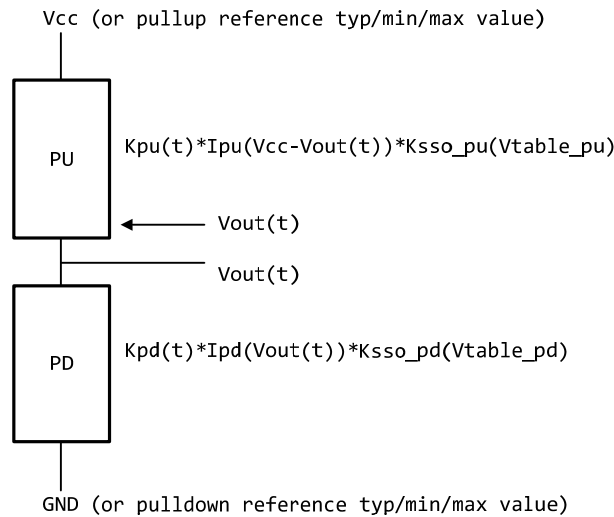 Vcc (or pullup reference typ/min/max value)
PU
Kpu(t)*Ipu(Vcc-Vout(t))*Ksso_pu(Vtable_pu)
Vout(t)
Vout(t)
PD
Kpd(t)*Ipd(Vout(t))*Ksso_pd(Vtable_pd)
GND (or pulldown reference typ/min/max value)